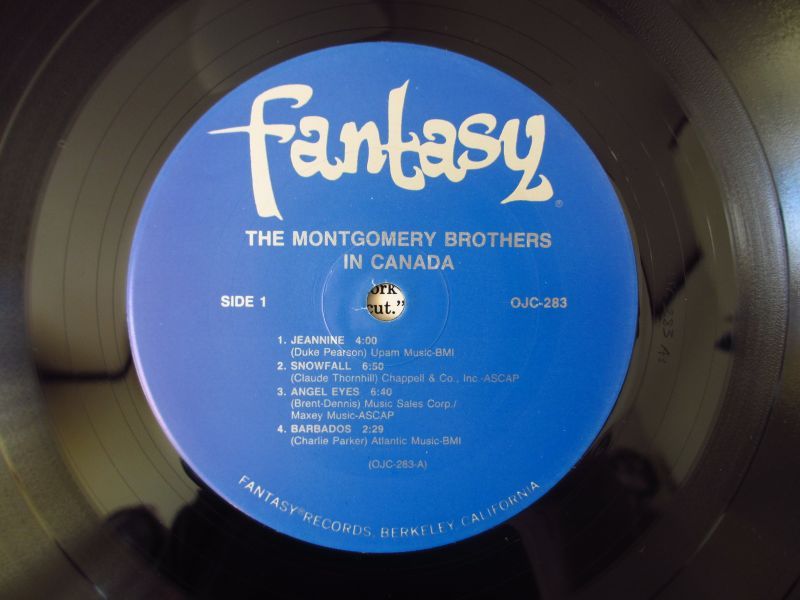 fantasy®
THE MONTGOMERY BROTHERS
IN CANADA
SIDE 1
ork
cut."
OJC-283
1. JEANNINE 4:00
(Duke Pearson) Upam Music-BMI
2. SNOWFALL 6:50
(Claude Thornhill) Chappell & Co., Inc.-ASCAP
3. ANGEL EYES 6:40
(Brent-Dennis) Music Sales Corp./
Maxey Music-ASCAP
4. BARBADOS 2:29
(Charlie Parker) Atlantic Music-BMI
(OJC-283-A)
FANTASY® RECORDS, BERKELEY, CALIFORNIA